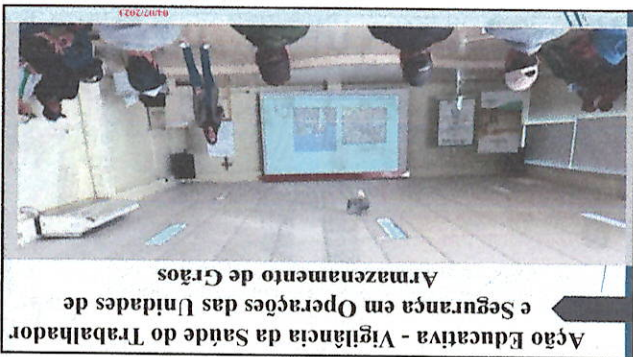 Ação Educativa - Vigilância da Saúde do Trabalhador
e Segurança em Operações das Unidades de
Armazenamento de Grãos